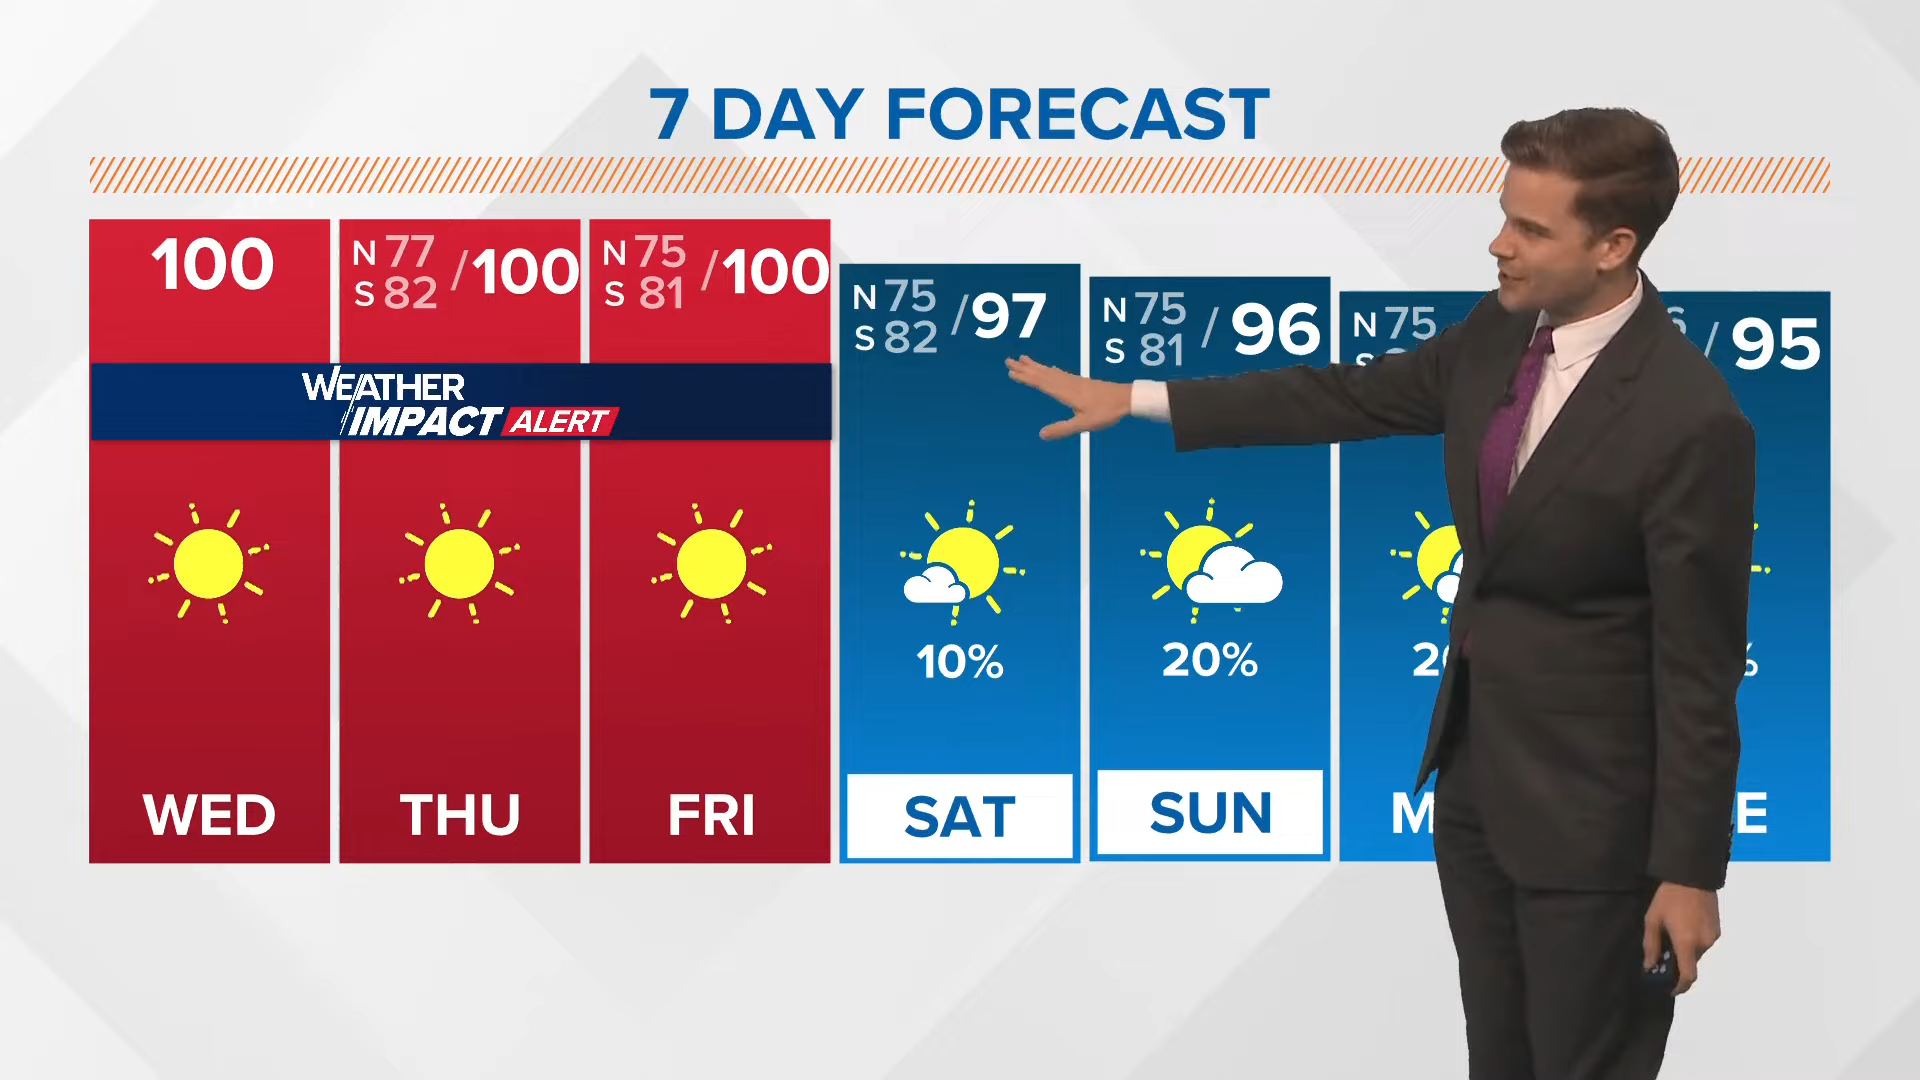 7 DAY FORECAST
100
N 77
S 82
/100
N 75
S 81
/100
N 75
S 82
/97
N 75
S 81
/ 96
N 75
S
/ 95
WEATHER
IMPACT ALERT
10%
20%
WED
THU
FRI
SAT
SUN